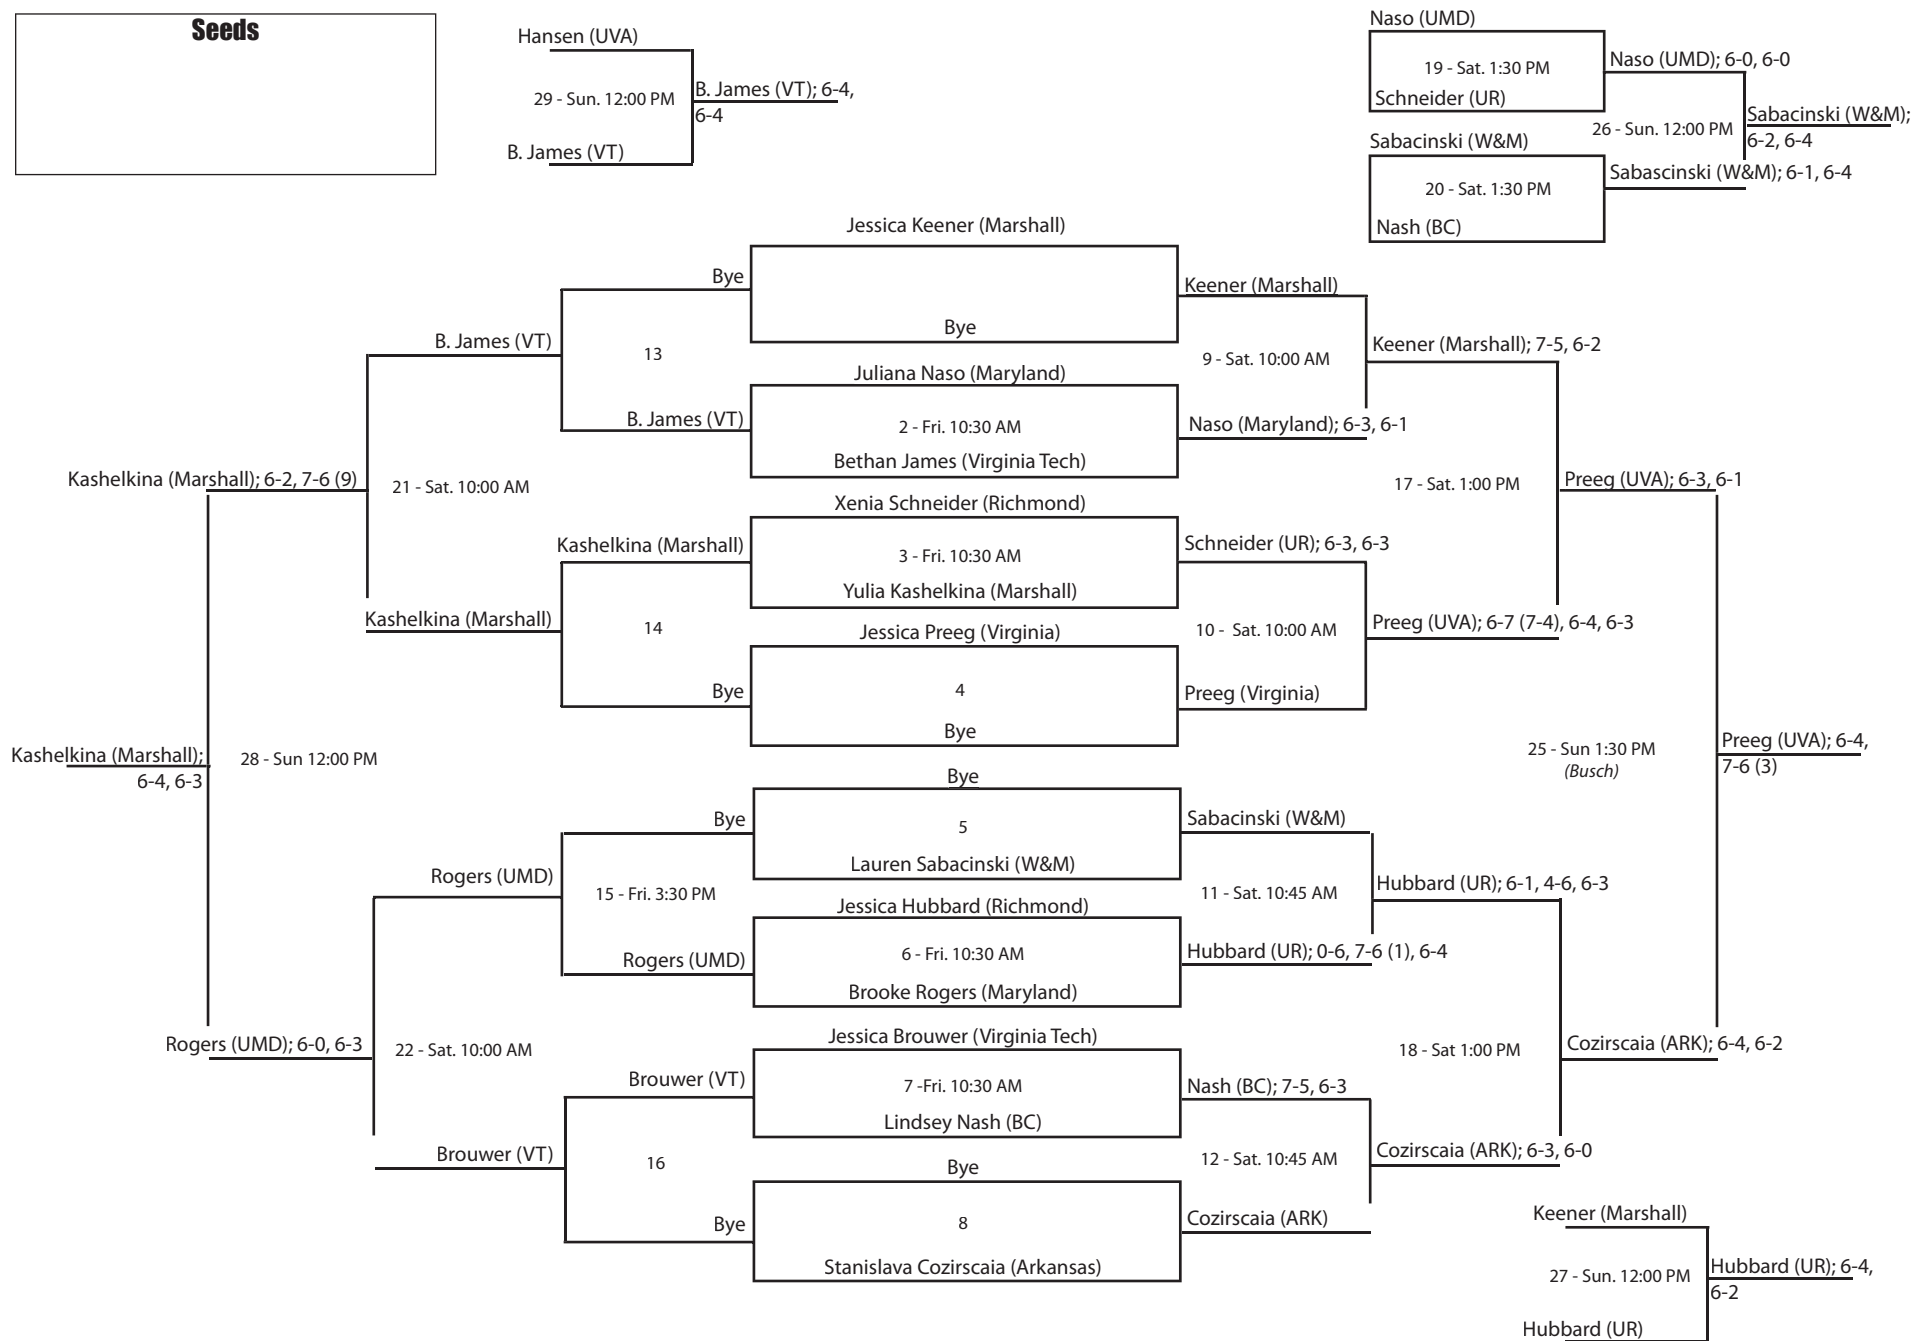 Seeds
Hansen (UVA)
29 - Sun. 12:00 PM
B. James (VT); 6-4,
6-4
B. James (VT)
Naso (UMD)
19 - Sat. 1:30 PM
Schneider (UR)
Naso (UMD); 6-0, 6-0
26 - Sun. 12:00 PM
Sabacinski (W&M);
6-2, 6-4
Sabacinski (W&M)
20 - Sat. 1:30 PM
Nash (BC)
Sabascinski (W&M); 6-1, 6-4
Jessica Keener (Marshall)
Bye
Bye
Keener (Marshall)
B. James (VT)
13
9 - Sat. 10:00 AM
Keener (Marshall); 7-5, 6-2
Juliana Naso (Maryland)
B. James (VT)
2 - Fri. 10:30 AM
Naso (Maryland); 6-3, 6-1
Bethan James (Virginia Tech)
Kashelkina (Marshall); 6-2, 7-6 (9)
21 - Sat. 10:00 AM
17 - Sat. 1:00 PM
Preeg (UVA); 6-3, 6-1
Xenia Schneider (Richmond)
Kashelkina (Marshall)
3 - Fri. 10:30 AM
Schneider (UR); 6-3, 6-3
Yulia Kashelkina (Marshall)
Kashelkina (Marshall)
14
Jessica Preeg (Virginia)
10 - Sat. 10:00 AM
Preeg (UVA); 6-7 (7-4), 6-4, 6-3
Bye
4
Preeg (Virginia)
Bye
Kashelkina (Marshall);
6-4, 6-3
28 - Sun 12:00 PM
25 - Sun 1:30 PM
(Busch)
Preeg (UVA); 6-4,
7-6 (3)
Bye
Bye
5
Sabacinski (W&M)
Lauren Sabacinski (W&M)
Rogers (UMD)
15 - Fri. 3:30 PM
11 - Sat. 10:45 AM
Hubbard (UR); 6-1, 4-6, 6-3
Jessica Hubbard (Richmond)
Rogers (UMD)
6 - Fri. 10:30 AM
Hubbard (UR); 0-6, 7-6 (1), 6-4
Brooke Rogers (Maryland)
Rogers (UMD); 6-0, 6-3
22 - Sat. 10:00 AM
Jessica Brouwer (Virginia Tech)
18 - Sat 1:00 PM
Cozirscaia (ARK); 6-4, 6-2
Brouwer (VT)
7 -Fri. 10:30 AM
Nash (BC); 7-5, 6-3
Lindsey Nash (BC)
Brouwer (VT)
16
Bye
12 - Sat. 10:45 AM
Cozirscaia (ARK); 6-3, 6-0
Bye
8
Cozirscaia (ARK)
Stanislava Cozirscaia (Arkansas)
Keener (Marshall)
27 - Sun. 12:00 PM
Hubbard (UR); 6-4,
6-2
Hubbard (UR)